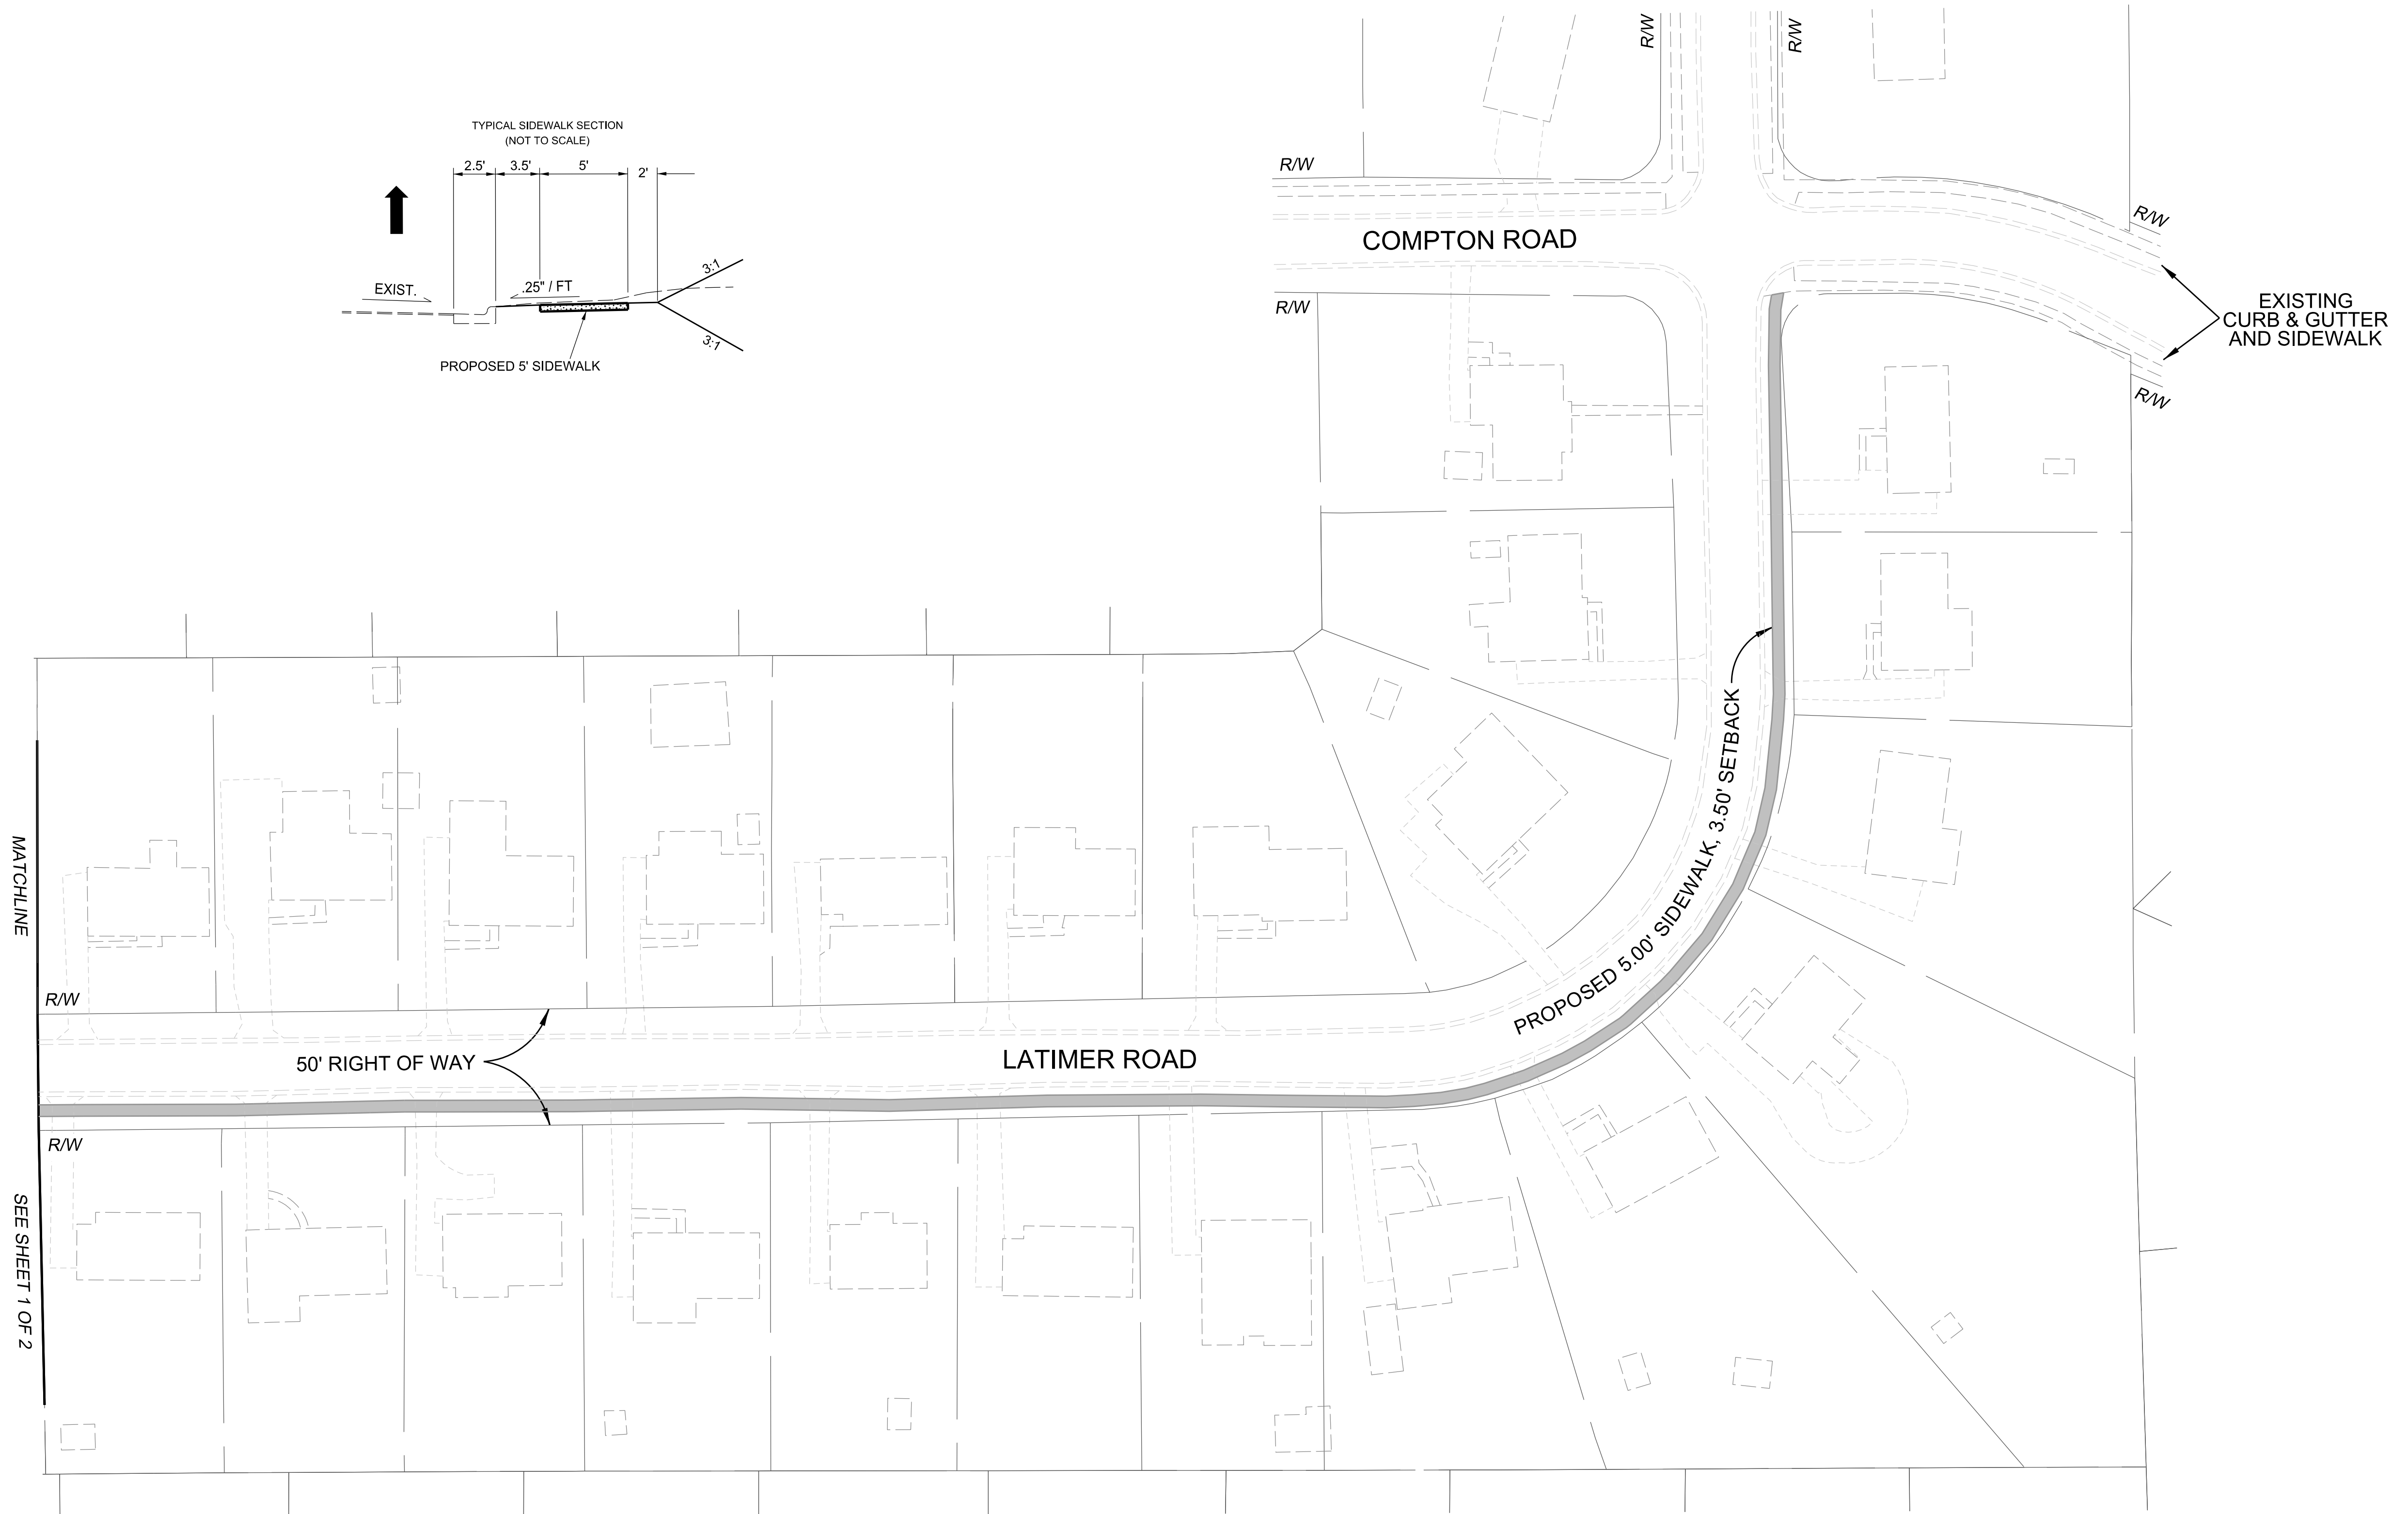 R/W
R/W
TYPICAL SIDEWALK SECTION
(NOT TO SCALE)
2.5'
3.5'
5'
2'
R/W
EXIST.
.25" / FT
3:1
3:1
PROPOSED 5' SIDEWALK
R/W
COMPTON ROAD
R/W
EXISTING
CURB & GUTTER
AND SIDEWALK
R/W
PROPOSED 5.00' SIDEWALK, 3.50' SETBACK
MATCHLINE
R/W
50' RIGHT OF WAY
LATIMER ROAD
R/W
SEE SHEET 1 OF 2